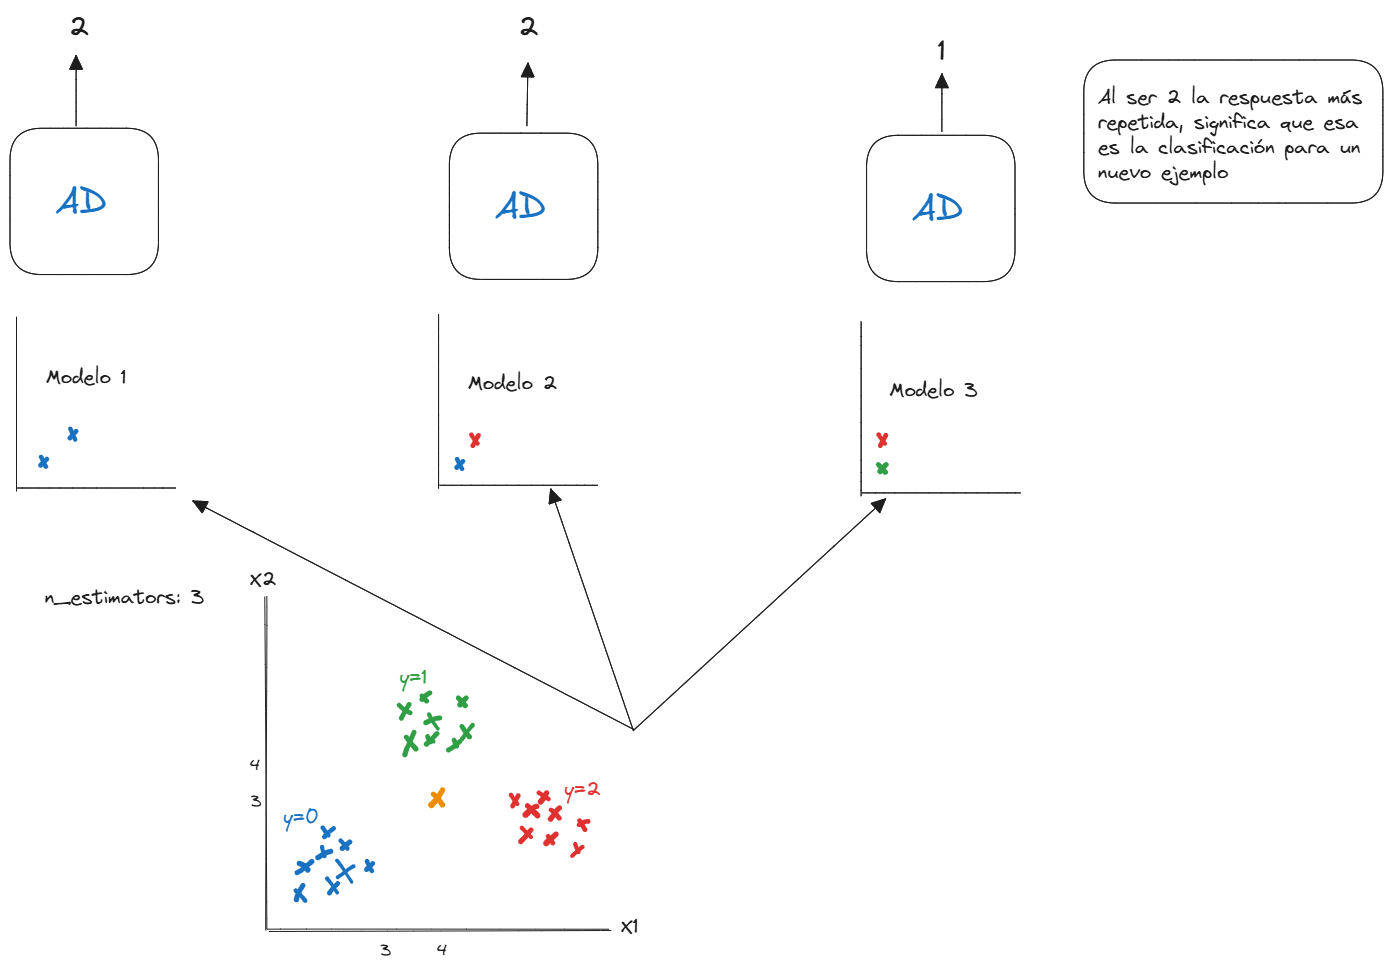 2
2
1
Al ser 2 la respuesta más
repetida, significa que esa
es la clasificación para un
nuevo ejemplo
AD
AD
AD
Modelo 1
Modelo 2
Modelo 3
n_estimators: 3
x2
y=1
4
3
y=2
y=0
x1
3
4